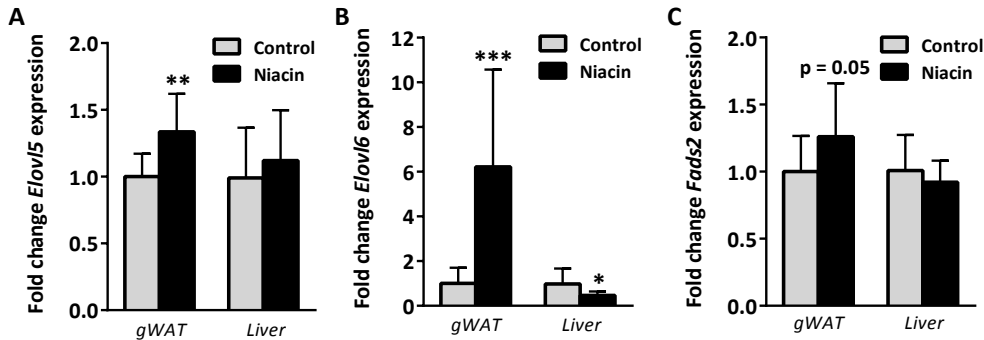 A
Fold change Elovl5 expression
2.0
1.5
1.0
0.5
0.0
Control
Niacin
**
gWAT
Liver
B
Fold change Elovl6 expression
12
10
8
6
4
2
0
Control
Niacin
***
*
gWAT
Liver
C
Fold change Fads2 expression
2.0
1.5
1.0
0.5
0.0
Control
Niacin
p = 0.05
gWAT
Liver